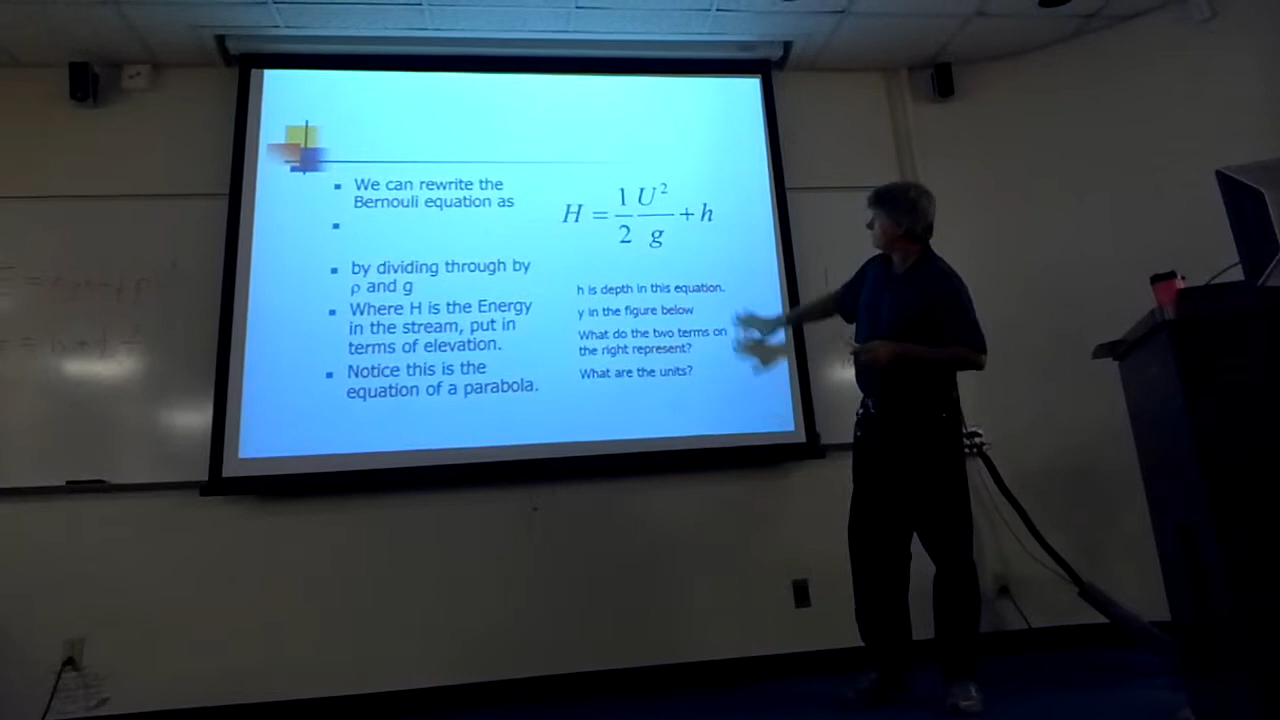 We can rewrite the
Bernouli equation as
by dividing through by
ρ and g
Where H is the Energy
in the stream, put in
terms of elevation.
Notice this is the
equation of a parabola.
H = 1/2 U²/g + h
h is depth in this equation.
y in the figure below
What do the two terms on
the right represent?
What are the units?